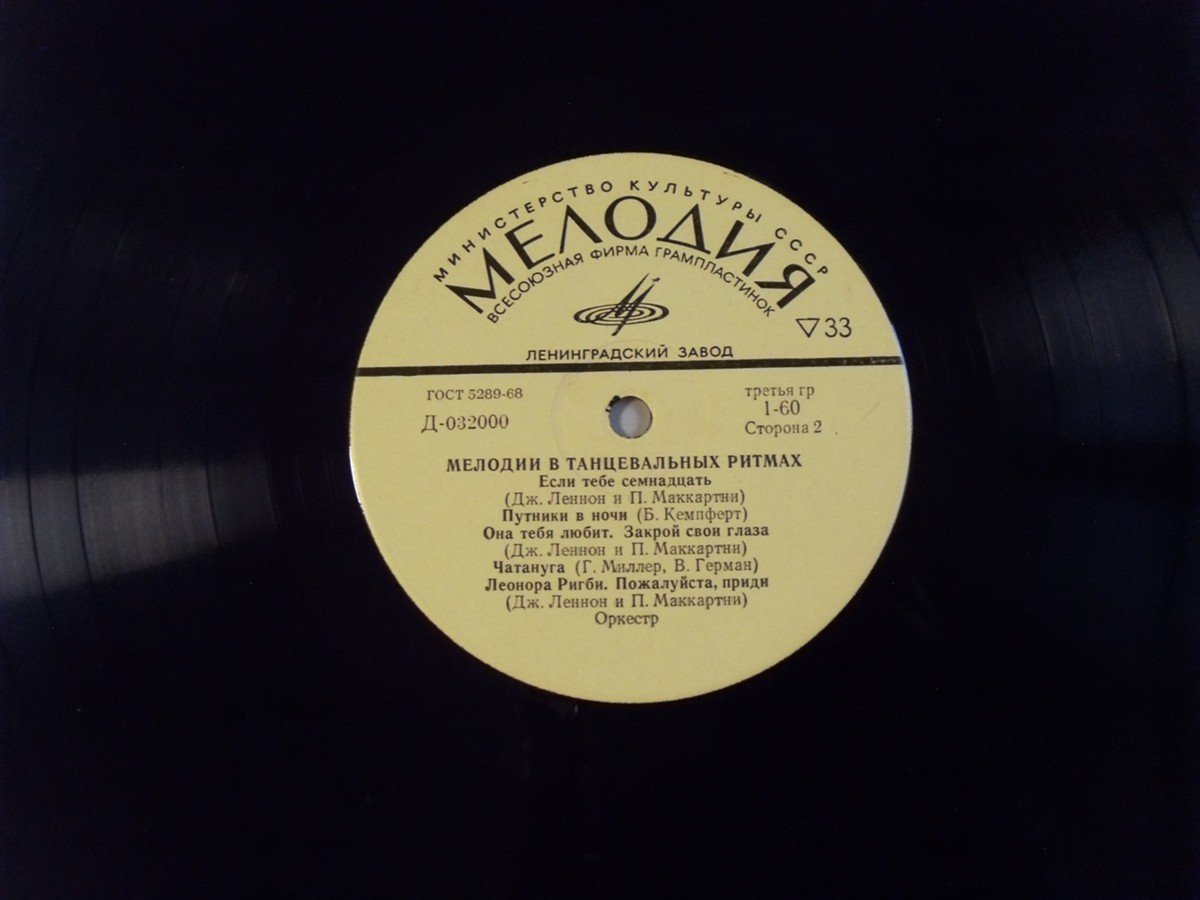 МИНИСТЕРСТВО КУЛЬТУРЫ СССР
МЕЛОДИЯ
ВСЕСОЮЗНАЯ ФИРМА ГРАМПЛАСТИНОК
▽33
ЛЕНИНГРАДСКИЙ ЗАВОД
ГОСТ 5289-68
Д-032000
третья гр
1-60
Сторона 2
МЕЛОДИИ В ТАНЦЕВАЛЬНЫХ РИТМАХ
Если тебе семнадцать
(Дж. Леннон и П. Маккартни)
Путники в ночи (Б. Кемпферт)
Она тебя любит. Закрой свои глаза
(Дж. Леннон и П. Маккартни)
Чатануга (Г. Миллер, В. Герман)
Леонора Ригби. Пожалуйста, приди
(Дж. Леннон и П. Маккартни)
Оркестр